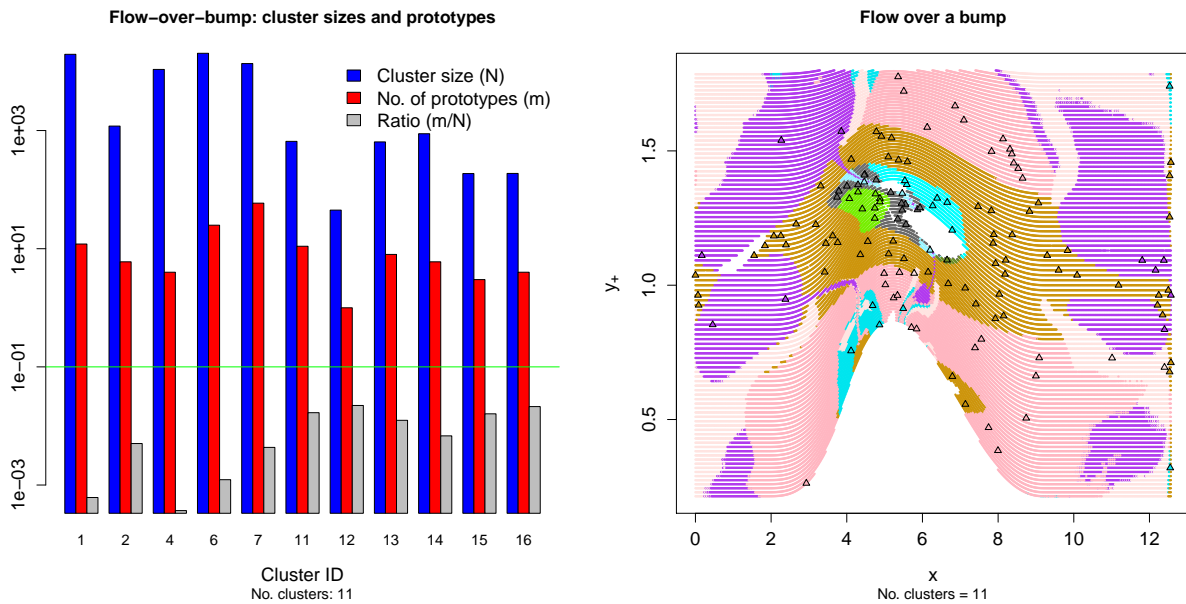 Flow−over−bump: cluster sizes and prototypes
Cluster size (N)
No. of prototypes (m)
Ratio (m/N)
1e+03
1e+01
1e−01
1e−03
1 2 4 6 7 11 12 13 14 15 16
Cluster ID
No. clusters: 11
Flow over a bump
1.5
1.0
0.5
y+
0 2 4 6 8 10 12
x
No. clusters = 11